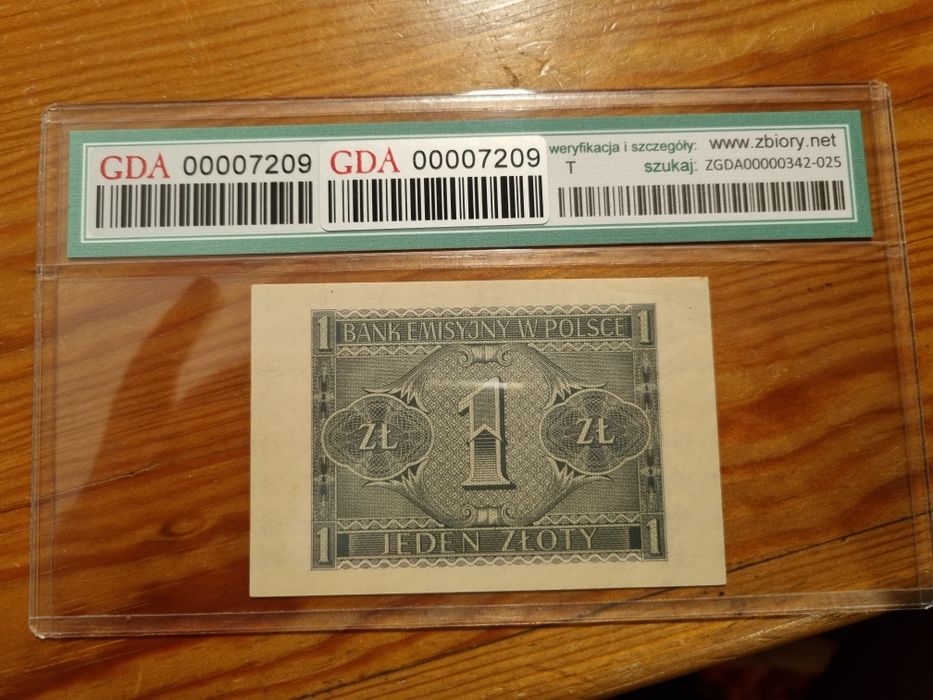 GDA 00007209
GDA 00007209
weryfikacja i szczegóły: www.zbiory.net
T szukaj: ZGDA00000342-025
1 BANK EMISYJNY W POLSCE 1
ZŁ 1 ZŁ
1 JEDEN ZŁOTY 1